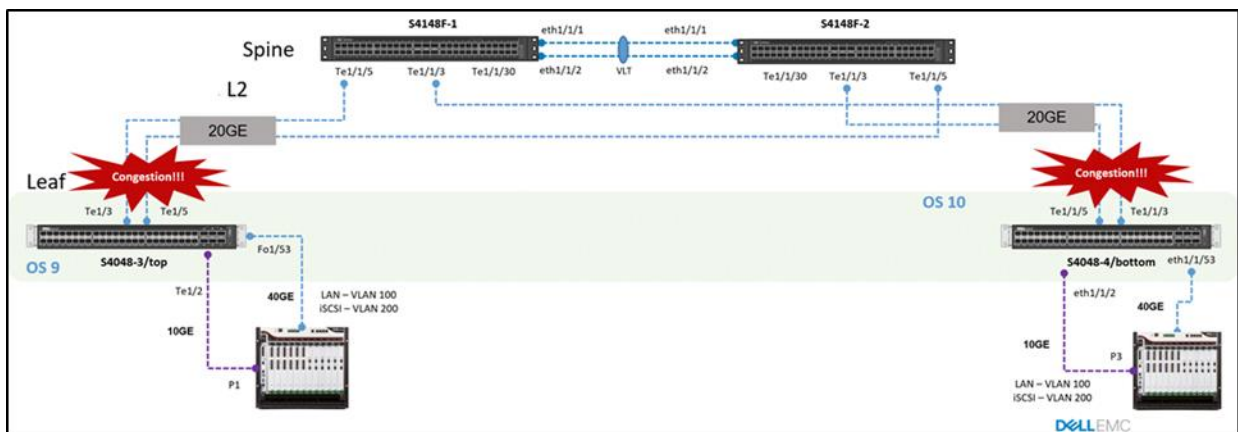 S4148F-1
S4148F-2
Spine
eth1/1/1
eth1/1/1
eth1/1/2
VLT
eth1/1/2
Te1/1/5
Te1/1/3
Te1/1/30
Te1/1/30
Te1/1/3
Te1/1/5
L2
20GE
20GE
Congestion!!!
Congestion!!!
Leaf
OS 10
Te1/3
Te1/5
Te1/1/5
Te1/1/3
Fo1/53
S4048-3/top
S4048-4/bottom
eth1/1/53
OS 9
Te1/2
40GE
LAN – VLAN 100
iSCSI – VLAN 200
10GE
P1
eth1/1/2
40GE
10GE
P3
LAN – VLAN 100
iSCSI – VLAN 200
DELLEMC